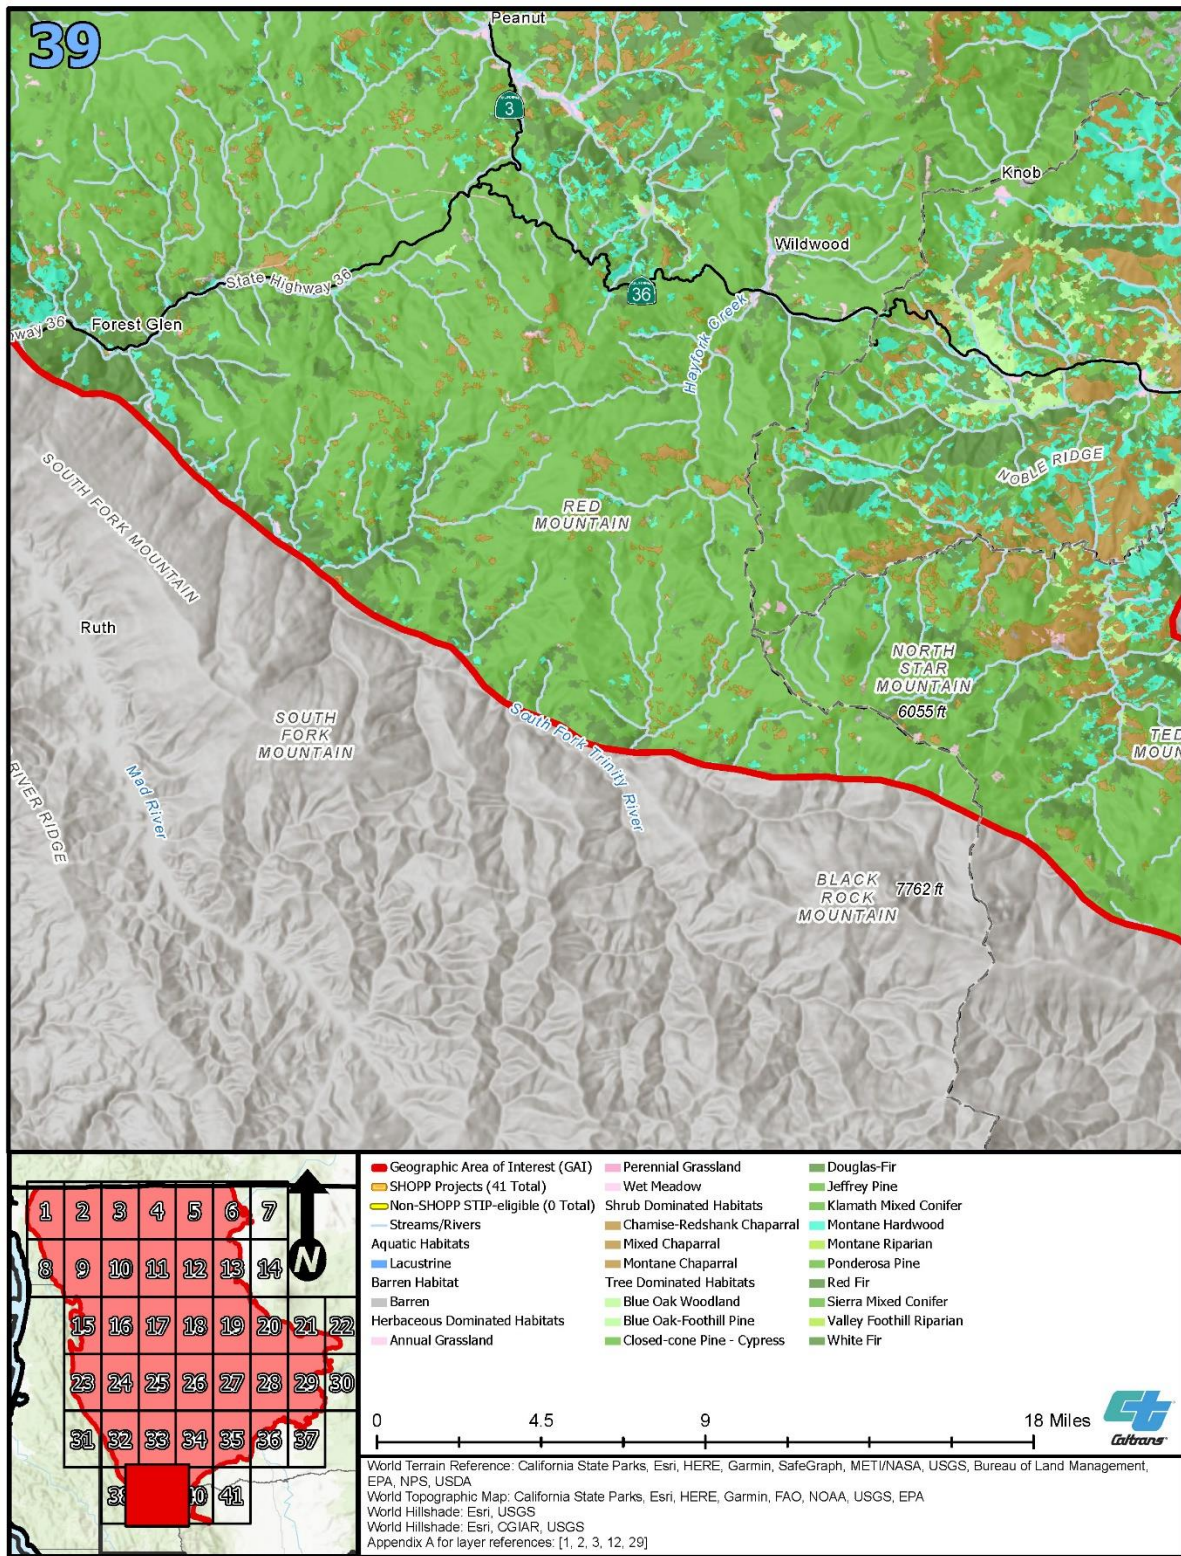 39
Peanut
3
Knob
Wildwood
State Highway 36
36
Forest Glen
way 36
Hayfork Creek
NOBLE RIDGE
RED
MOUNTAIN
SOUTH FORK MOUNTAIN
Ruth
NORTH
STAR
MOUNTAIN
6055 ft
SOUTH
FORK
MOUNTAIN
South Fork Trinity River
TED
MOUN
Mad River
RIVER RIDGE
BLACK
ROCK
MOUNTAIN
7762 ft
1 2 3 4 5 6 7
8 9 10 11 12 13 14
15 16 17 18 19 20 21 22
23 24 25 26 27 28 29 30
31 32 33 34 35 36 37
38 40 41
N
Geographic Area of Interest (GAI)
SHOPP Projects (41 Total)
Non-SHOPP STIP-eligible (0 Total)
Streams/Rivers
Aquatic Habitats
Lacustrine
Barren Habitat
Barren
Herbaceous Dominated Habitats
Annual Grassland
Perennial Grassland
Wet Meadow
Shrub Dominated Habitats
Chamise-Redshank Chaparral
Mixed Chaparral
Montane Chaparral
Tree Dominated Habitats
Blue Oak Woodland
Blue Oak-Foothill Pine
Closed-cone Pine - Cypress
Douglas-Fir
Jeffrey Pine
Klamath Mixed Conifer
Montane Hardwood
Montane Riparian
Ponderosa Pine
Red Fir
Sierra Mixed Conifer
Valley Foothill Riparian
White Fir
0 4.5 9 18 Miles
Caltrans
World Terrain Reference: California State Parks, Esri, HERE, Garmin, SafeGraph, METI/NASA, USGS, Bureau of Land Management,
EPA, NPS, USDA
World Topographic Map: California State Parks, Esri, HERE, Garmin, FAO, NOAA, USGS, EPA
World Hillshade: Esri, USGS
World Hillshade: Esri, CGIAR, USGS
Appendix A for layer references: [1, 2, 3, 12, 29]